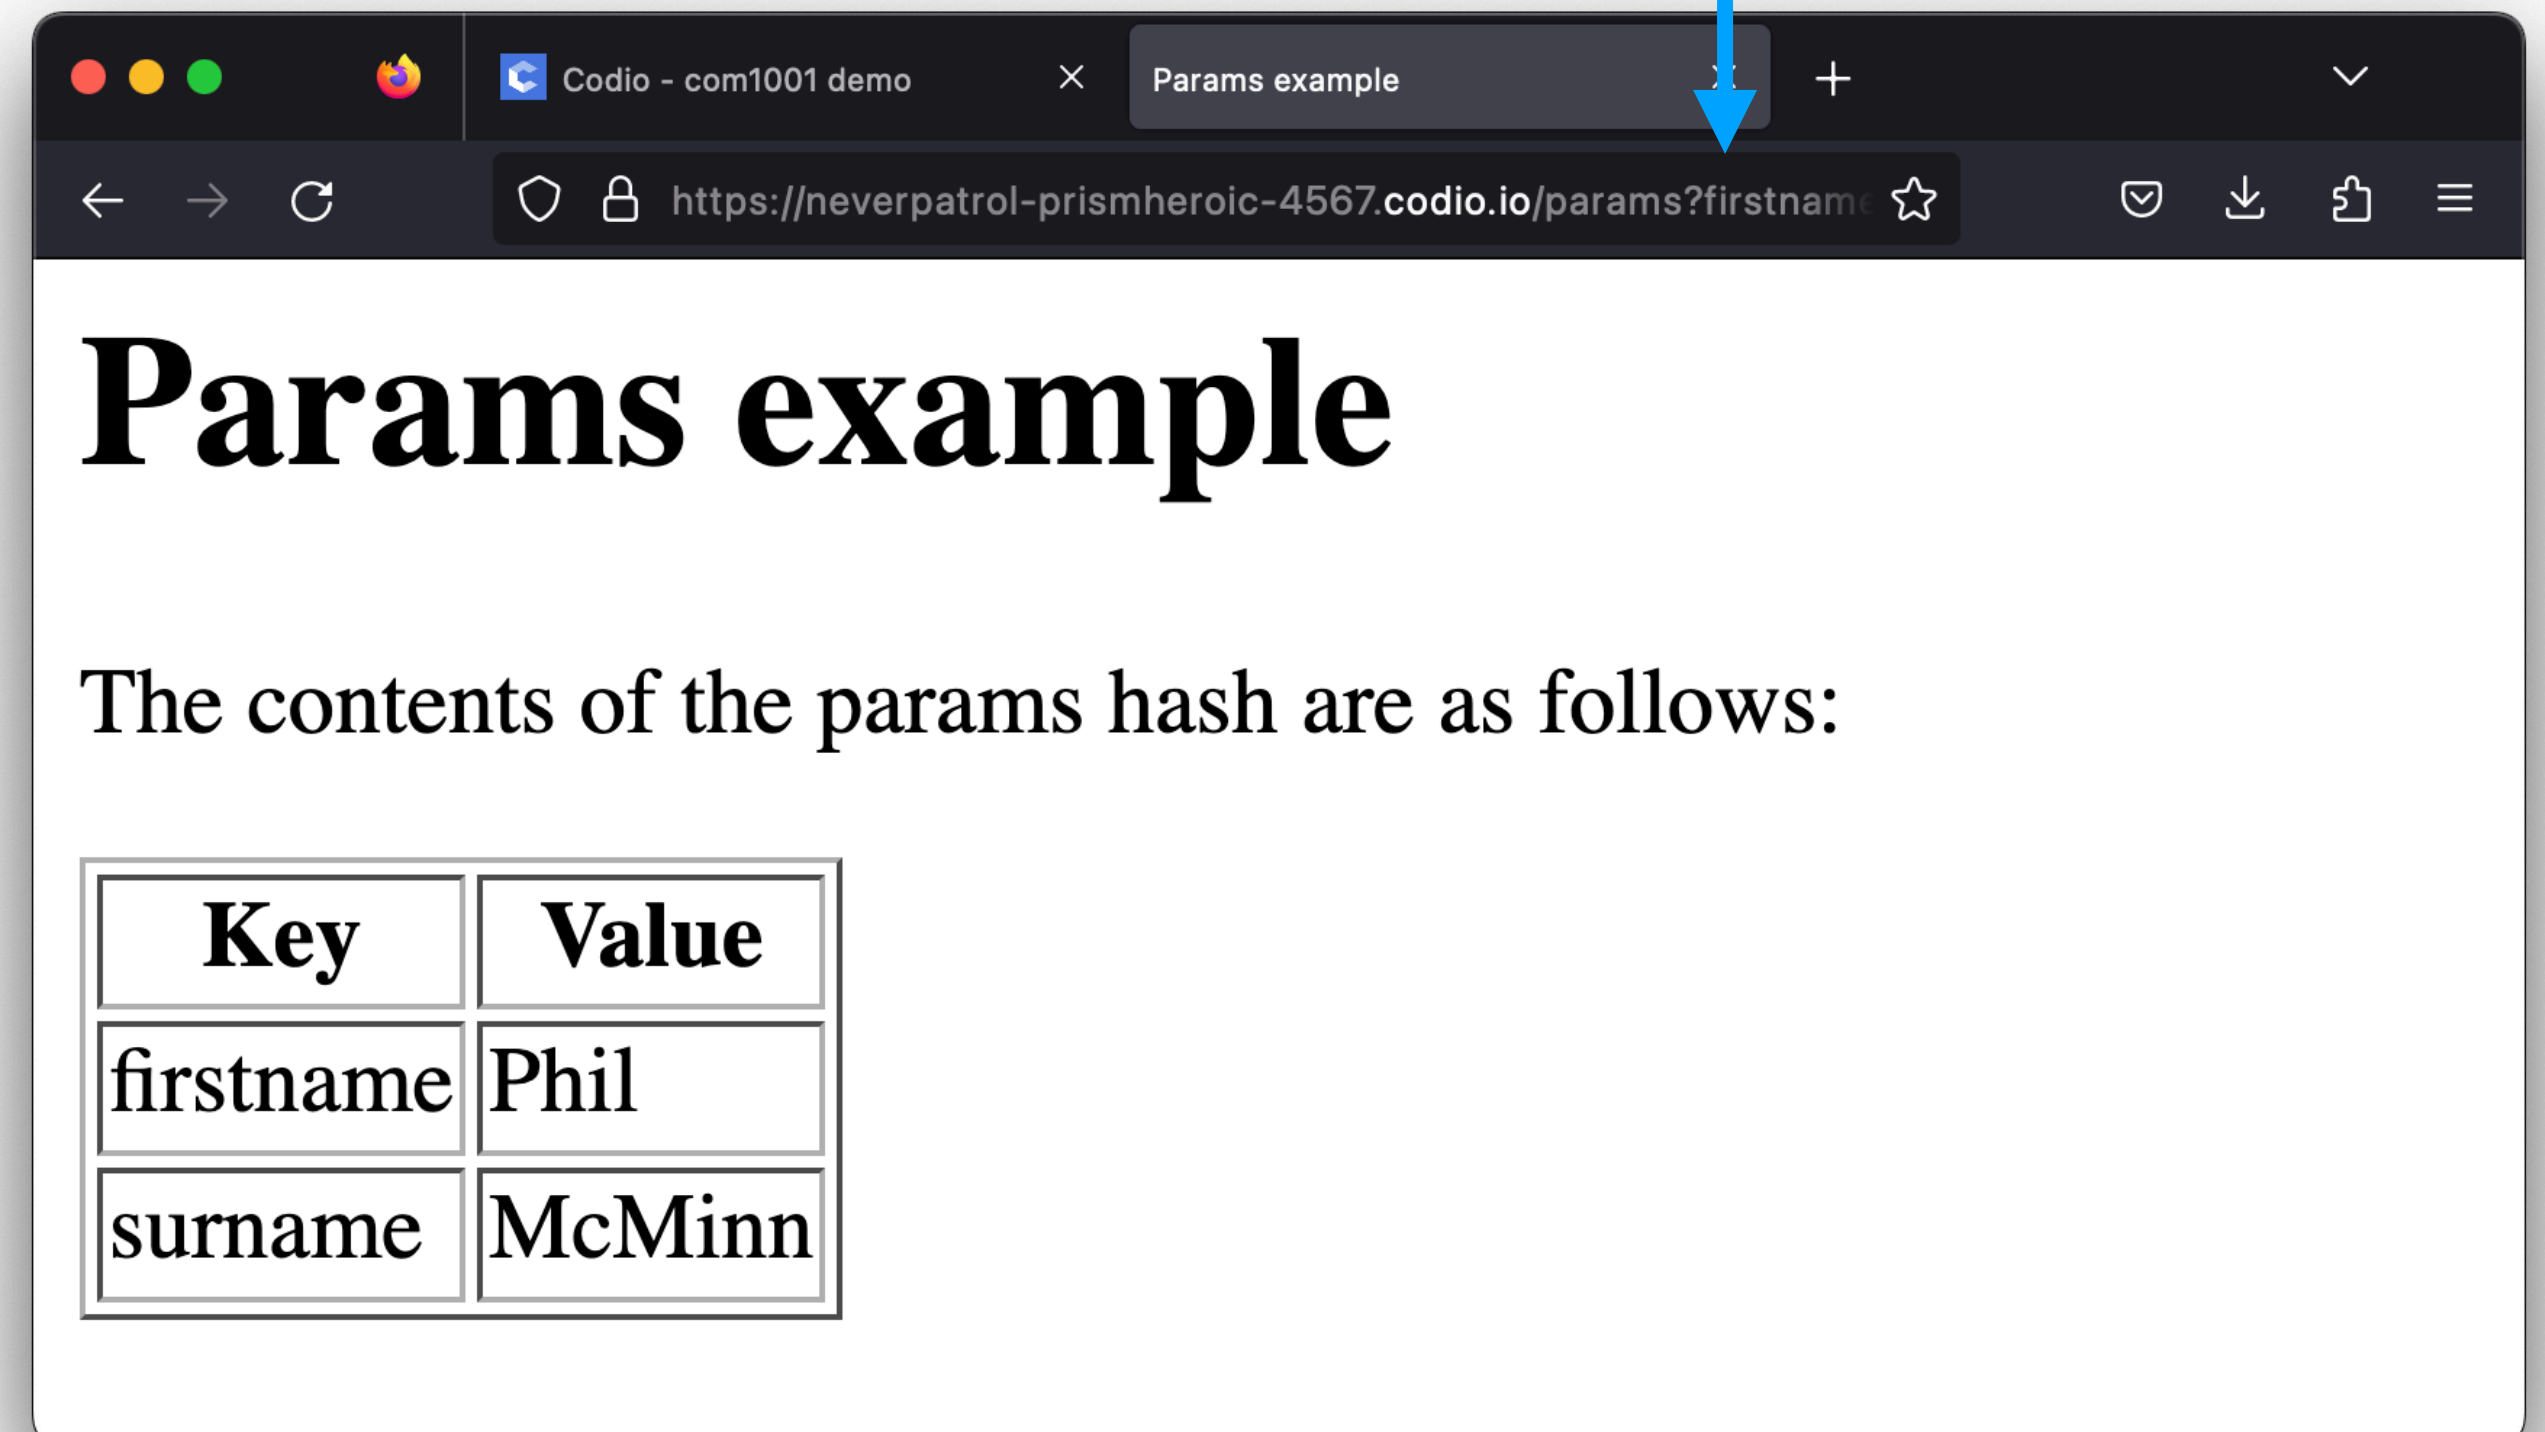 Codio - com1001 demo
Params example
https://neverpatrol-prismheroic-4567.codio.io/params?firstname
Params example
The contents of the params hash are as follows:
Key Value
firstname Phil
surname McMinn